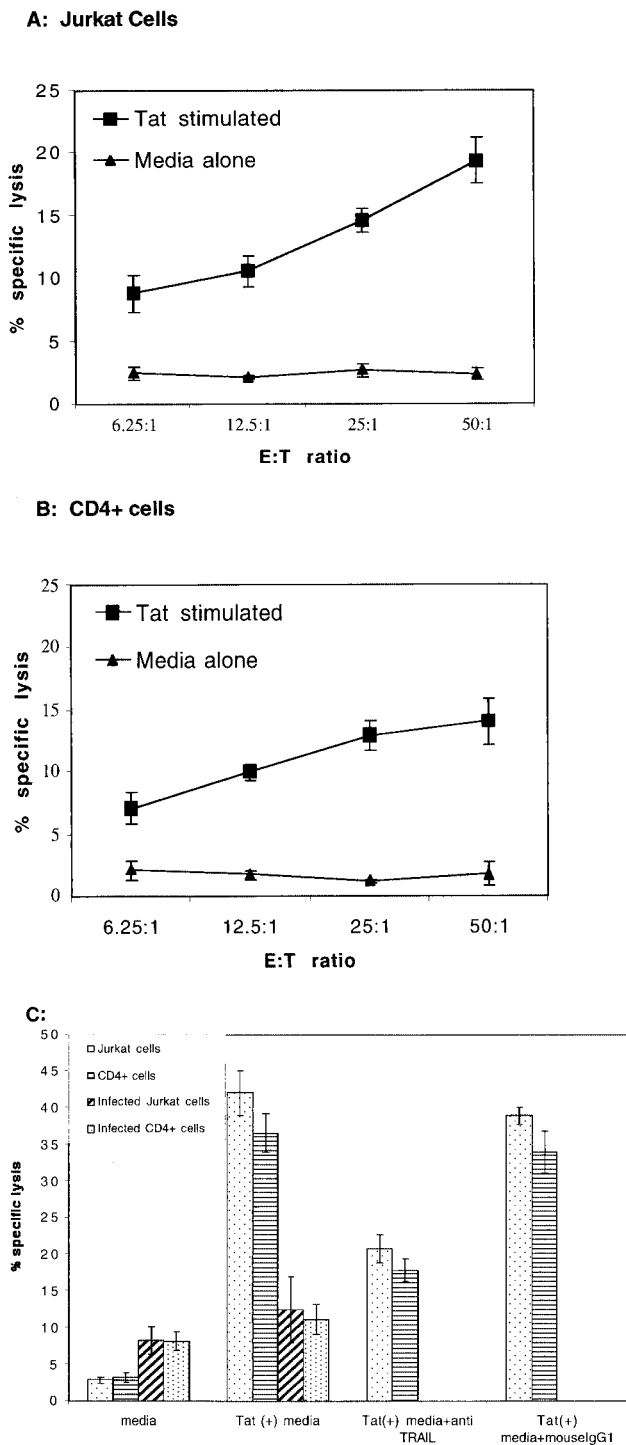 A: Jurkat Cells
25
20
15
10
5
0
% specific lysis
Tat stimulated
Media alone
6.25:1 12.5:1 25:1 50:1
E:T ratio
B: CD4+ cells
25
20
15
10
5
0
% specific lysis
Tat stimulated
Media alone
6.25:1 12.5:1 25:1 50:1
E:T ratio
C:
50
45
40
35
30
25
20
15
10
5
0
% specific lysis
Jurkat cells
CD4+ cells
Infected Jurkat cells
Infected CD4+ cells
media Tat (+) media Tat(+) media+anti Tat(+)
TRAIL media+mouseIgG1